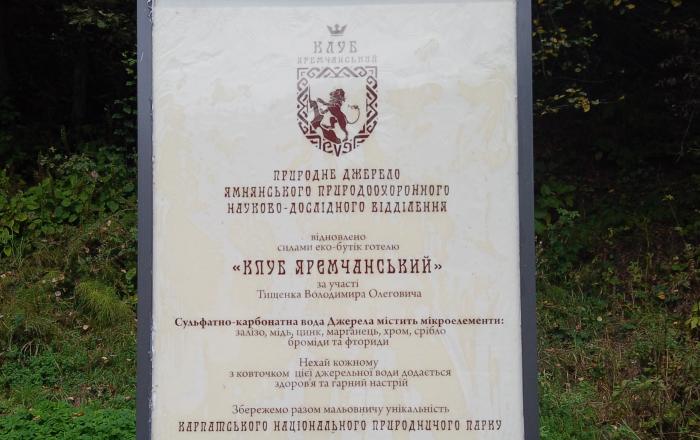 КЛУБ
ЯРЕМЧАНСЬКИЙ
ПРИРОДНЕ ДЖЕРЕЛО
ЯМНЯНСЬКОГО ПРИРОДООХОРОННОГО
НАУКОВО-ДОСЛІДНОГО ВІДДІЛЕННЯ
відновлено
силами еко-бутік готелю
«КЛУБ ЯРЕМЧАНСЬКИЙ»
за участі
Тищенка Володимира Олеговича
Сульфатно-карбонатна вода Джерела містить мікроелементи:
залізо, мідь, цинк, марганець, хром, срібло
броміди та фториди
Нехай кожному
з ковточком цієї джерельної води додається
здоров'я та гарний настрій
Збережемо разом мальовничу унікальність
КАРПАТСЬКОГО НАЦІОНАЛЬНОГО ПРИРОДНИЧОГО ПАРКУ